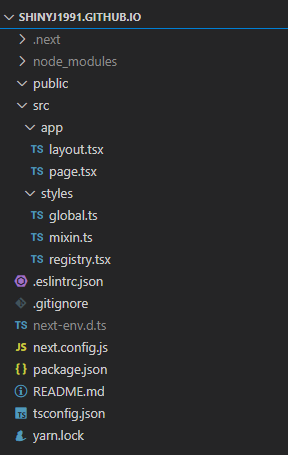 SHINYJ1991.GITHUB.IO
.next
node_modules
public
src
app
TS layout.tsx
TS page.tsx
styles
TS global.ts
TS mixin.ts
TS registry.tsx
.eslintrc.json
.gitignore
TS next-env.d.ts
JS next.config.js
{ } package.json
README.md
TS tsconfig.json
yarn.lock